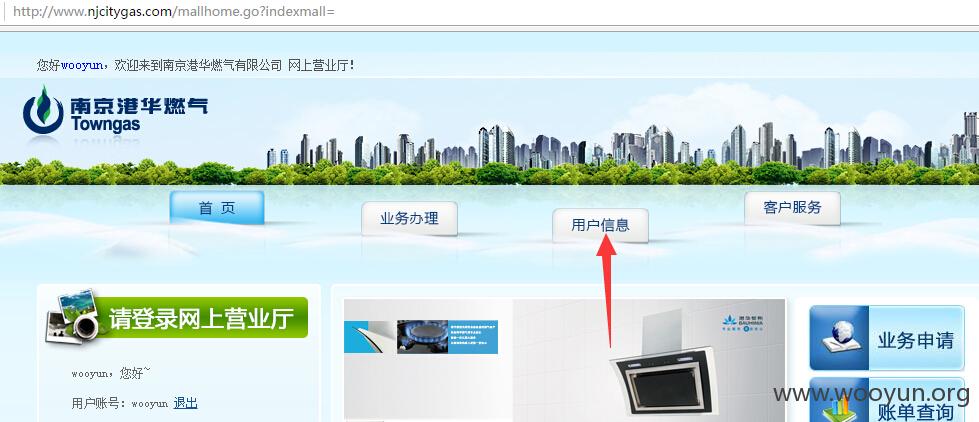 http://www.njcitygas.com/mallhome.go?indexmall=
您好wooyun，欢迎来到南京港华燃气有限公司 网上营业厅！
南京港华燃气
Towngas
首 页
业务办理
用户信息
客户服务
请登录网上营业厅
业务申请
wooyun，您好~
用户账号：wooyun 退出
BAUHINIA
www.wooyun.org
账单查询